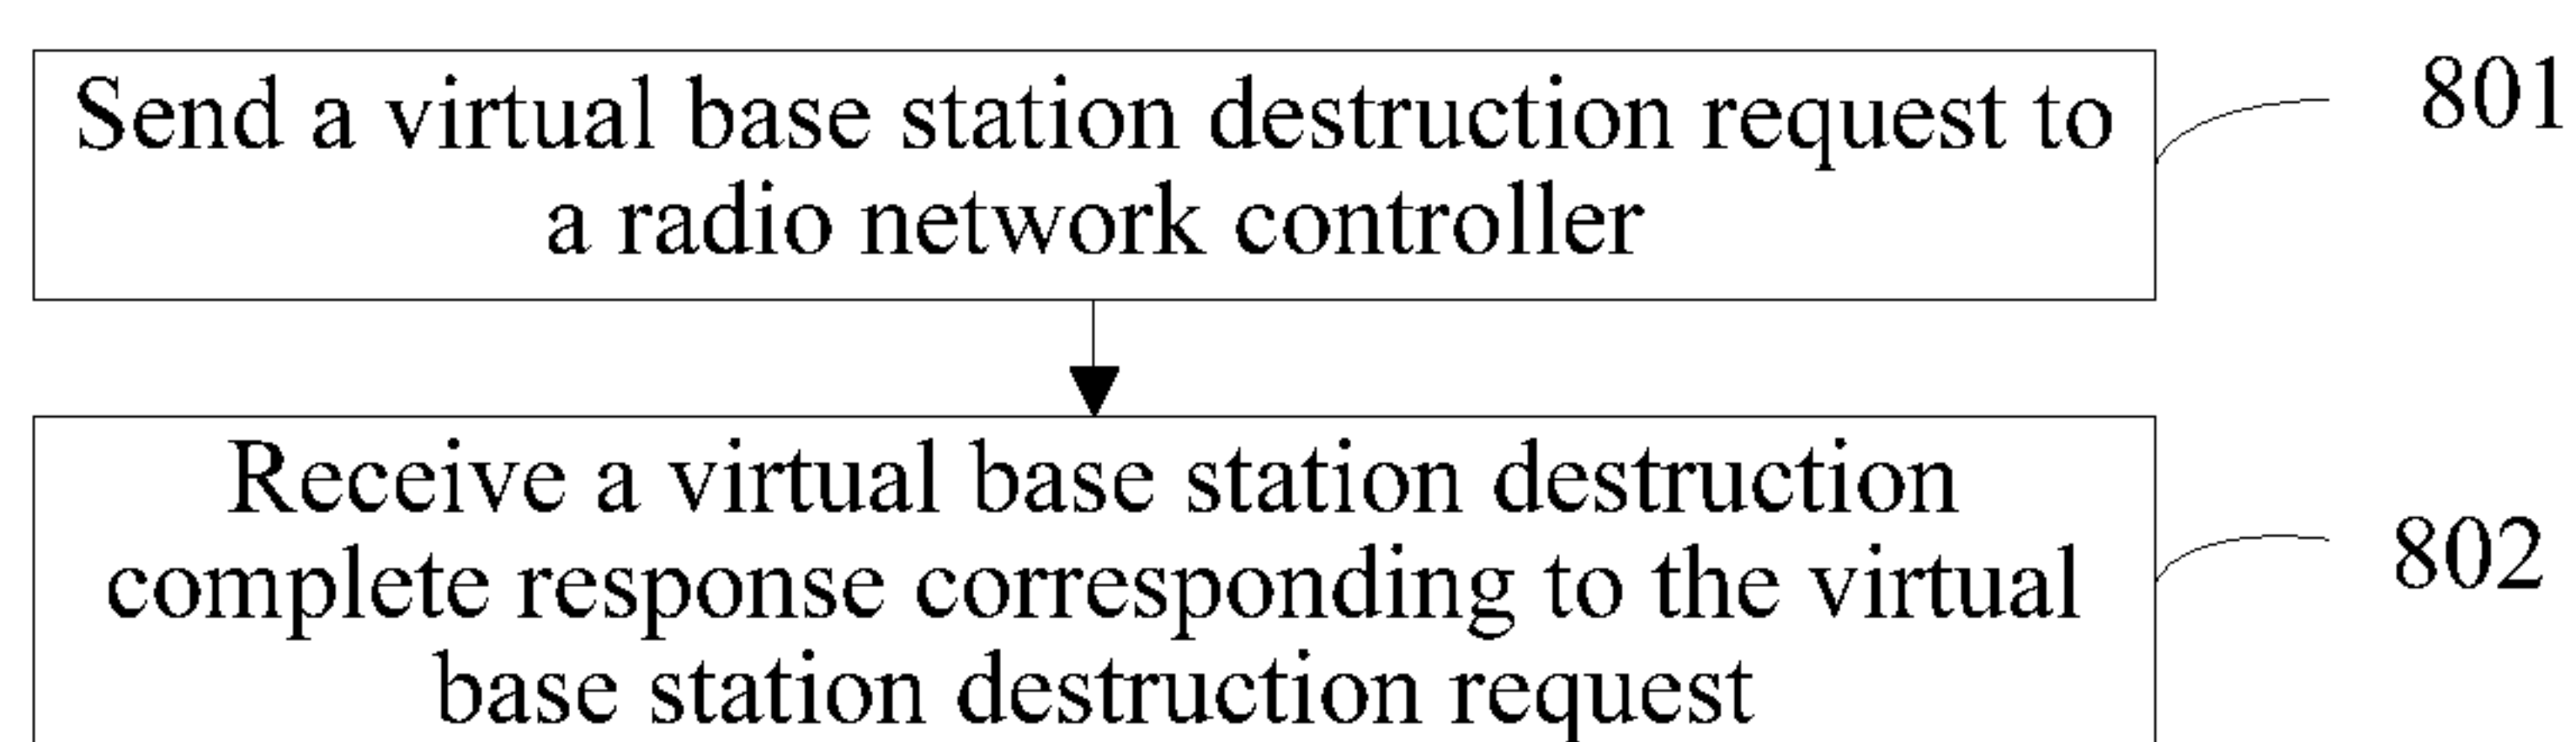 Send a virtual base station destruction request to
a radio network controller
801
Receive a virtual base station destruction
complete response corresponding to the virtual
base station destruction request
802